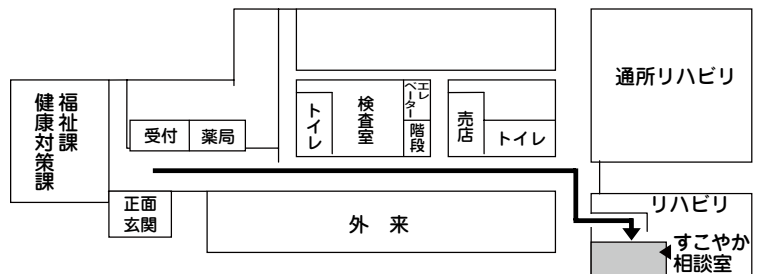 福祉課
健康対策課
受付
薬局
正面
玄関
トイレ
検査室
エレ
ベーター
階段
売店
トイレ
外来
通所リハビリ
リハビリ
すこやか
相談室